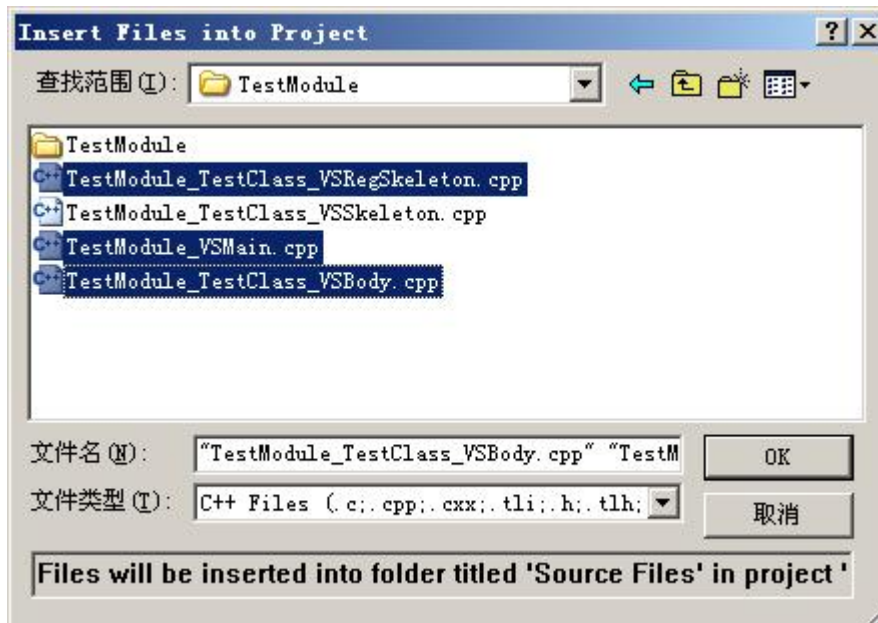 Insert Files into Project
查找范围(I): TestModule
TestModule
TestModule_TestClass_VSRegSkeleton.cpp
TestModule_TestClass_VSSkeleton.cpp
TestModule_VSMain.cpp
TestModule_TestClass_VSBody.cpp
文件名(N): "TestModule_TestClass_VSBody.cpp" "TestM OK
文件类型(T): C++ Files (.c;.cpp;.cxx;.tli;.h;.tlh; 取消
Files will be inserted into folder titled 'Source Files' in project '